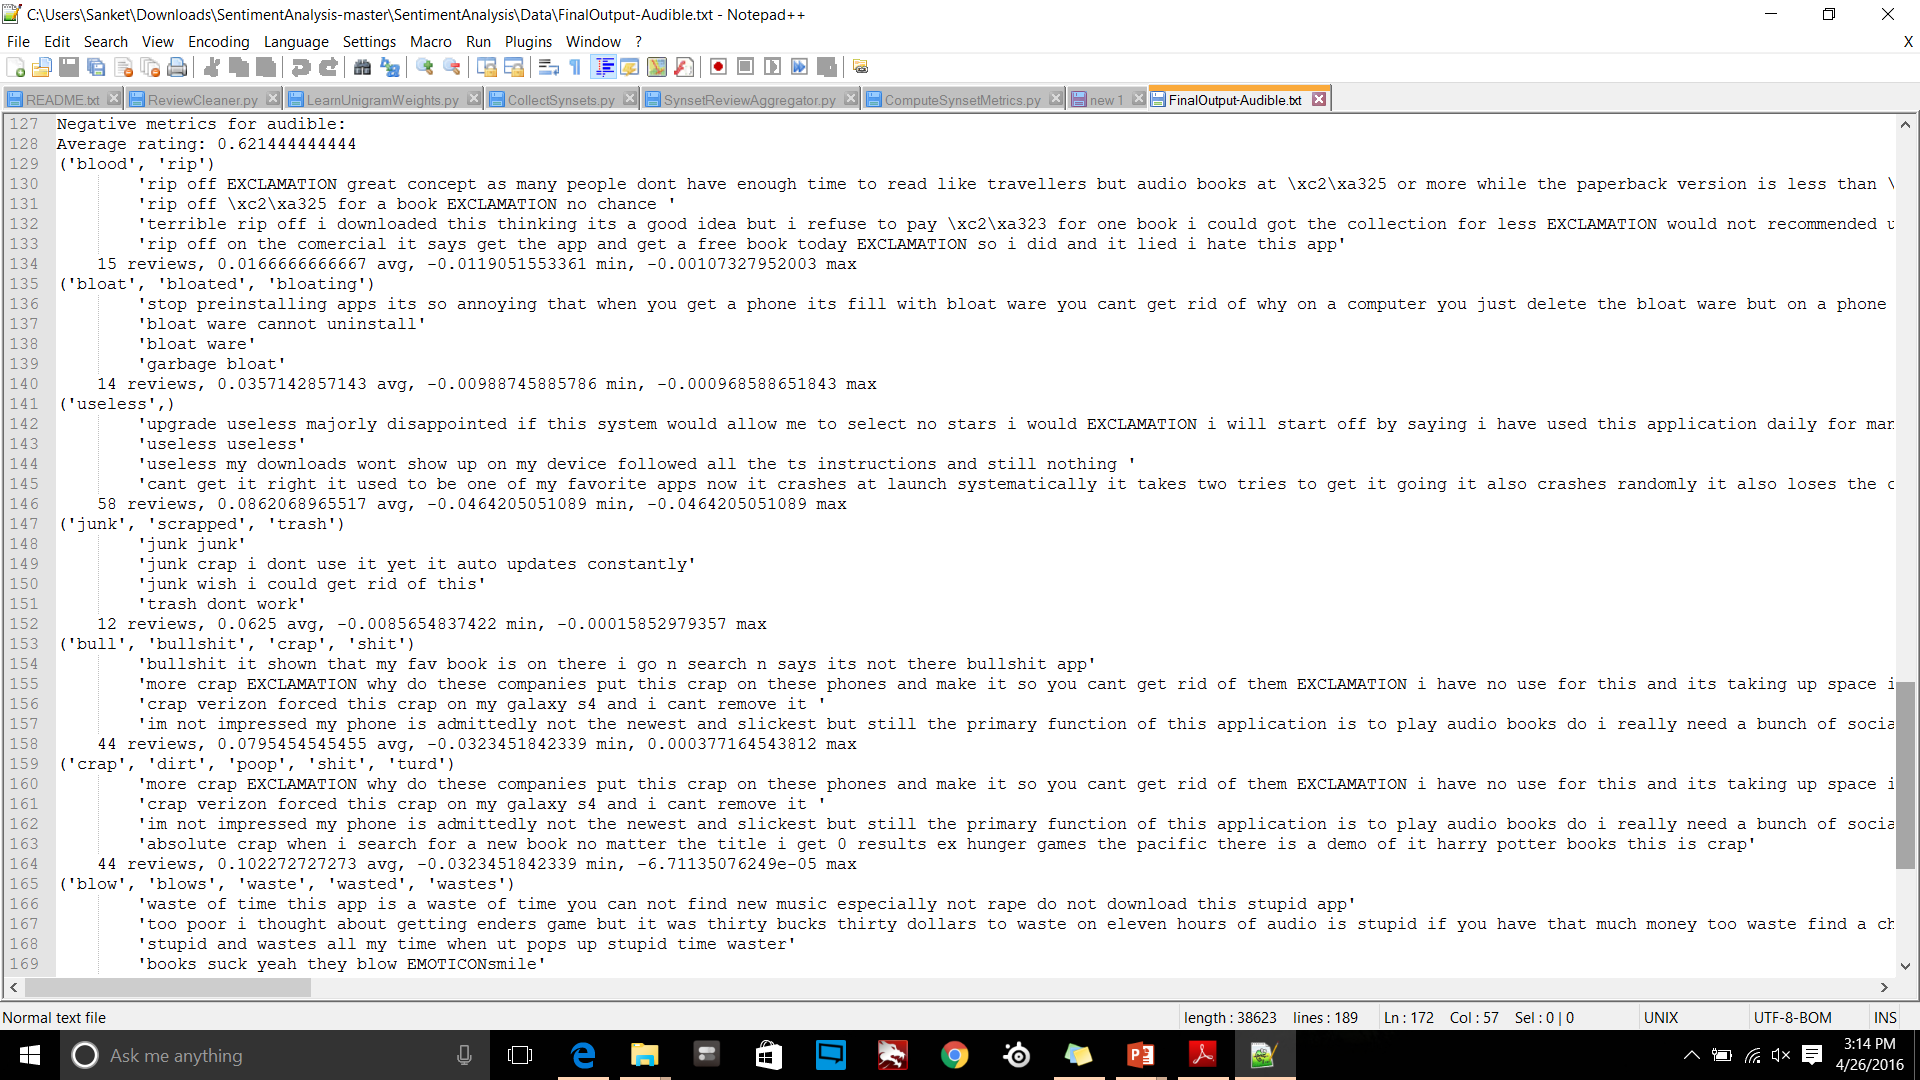 C:\Users\Sanket\Downloads\SentimentAnalysis-master\SentimentAnalysis\Data\FinalOutput-Audible.txt - Notepad++
File Edit Search View Encoding Language Settings Macro Run Plugins Window ? X
README.txt ReviewCleaner.py LearnUnigramWeights.py CollectSynsets.py SynsetReviewAggregator.py ComputeSynsetMetrics.py new 1 FinalOutput-Audible.txt
127 Negative metrics for audible:
128 Average rating: 0.621444444444
129 ('blood', 'rip')
130 'rip off EXCLAMATION great concept as many people dont have enough time to read like travellers but audio books at \xc2\xa325 or more while the paperback version is less than \
131 'rip off \xc2\xa325 for a book EXCLAMATION no chance '
132 'terrible rip off i downloaded this thinking its a good idea but i refuse to pay \xc2\xa323 for one book i could got the collection for less EXCLAMATION would not recommended u
133 'rip off on the comercial it says get the app and get a free book today EXCLAMATION so i did and it lied i hate this app'
134 15 reviews, 0.0166666666667 avg, -0.0119051553361 min, -0.00107327952003 max
135 ('bloat', 'bloated', 'bloating')
136 'stop preinstalling apps its so annoying that when you get a phone its fill with bloat ware you cant get rid of why on a computer you just delete the bloat ware but on a phone
137 'bloat ware cannot uninstall'
138 'bloat ware'
139 'garbage bloat'
140 14 reviews, 0.0357142857143 avg, -0.00988745885786 min, -0.000968588651843 max
141 ('useless',)
142 'upgrade useless majorly disappointed if this system would allow me to select no stars i would EXCLAMATION i will start off by saying i have used this application daily for man
143 'useless useless'
144 'useless my downloads wont show up on my device followed all the ts instructions and still nothing '
145 'cant get it right it used to be one of my favorite apps now it crashes at launch systematically it takes two tries to get it going it also crashes randomly it also loses the c
146 58 reviews, 0.0862068965517 avg, -0.0464205051089 min, -0.0464205051089 max
147 ('junk', 'scrapped', 'trash')
148 'junk junk'
149 'junk crap i dont use it yet it auto updates constantly'
150 'junk wish i could get rid of this'
151 'trash dont work'
152 12 reviews, 0.0625 avg, -0.0085654837422 min, -0.00015852979357 max
153 ('bull', 'bullshit', 'crap', 'shit')
154 'bullshit it shown that my fav book is on there i go n search n says its not there bullshit app'
155 'more crap EXCLAMATION why do these companies put this crap on these phones and make it so you cant get rid of them EXCLAMATION i have no use for this and its taking up space i
156 'crap verizon forced this crap on my galaxy s4 and i cant remove it '
157 'im not impressed my phone is admittedly not the newest and slickest but still the primary function of this application is to play audio books do i really need a bunch of socia
158 44 reviews, 0.0795454545455 avg, -0.0323451842339 min, 0.000377164543812 max
159 ('crap', 'dirt', 'poop', 'shit', 'turd')
160 'more crap EXCLAMATION why do these companies put this crap on these phones and make it so you cant get rid of them EXCLAMATION i have no use for this and its taking up space i
161 'crap verizon forced this crap on my galaxy s4 and i cant remove it '
162 'im not impressed my phone is admittedly not the newest and slickest but still the primary function of this application is to play audio books do i really need a bunch of socia
163 'absolute crap when i search for a new book no matter the title i get 0 results ex hunger games the pacific there is a demo of it harry potter books this is crap'
164 44 reviews, 0.102272727273 avg, -0.0323451842339 min, -6.71135076249e-05 max
165 ('blow', 'blows', 'waste', 'wasted', 'wastes')
166 'waste of time this app is a waste of time you can not find new music especially not rape do not download this stupid app'
167 'too poor i thought about getting enders game but it was thirty bucks thirty dollars to waste on eleven hours of audio is stupid if you have that much money too waste find a ch
168 'stupid and wastes all my time when ut pops up stupid time waster'
169 'books suck yeah they blow EMOTICONsmile'
Normal text file length : 38623 lines : 189 Ln : 172 Col : 57 Sel : 0 | 0 UNIX UTF-8-BOM INS
Ask me anything
3:14 PM
4/26/2016